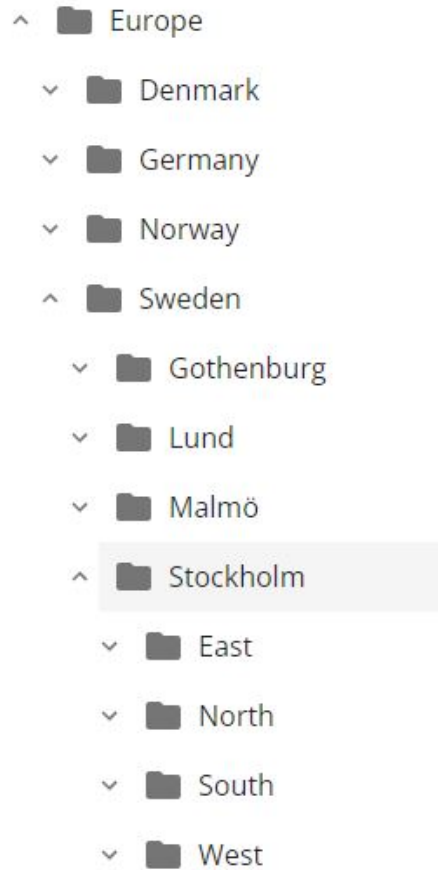 Europe
Denmark
Germany
Norway
Sweden
Gothenburg
Lund
Malmö
Stockholm
East
North
South
West